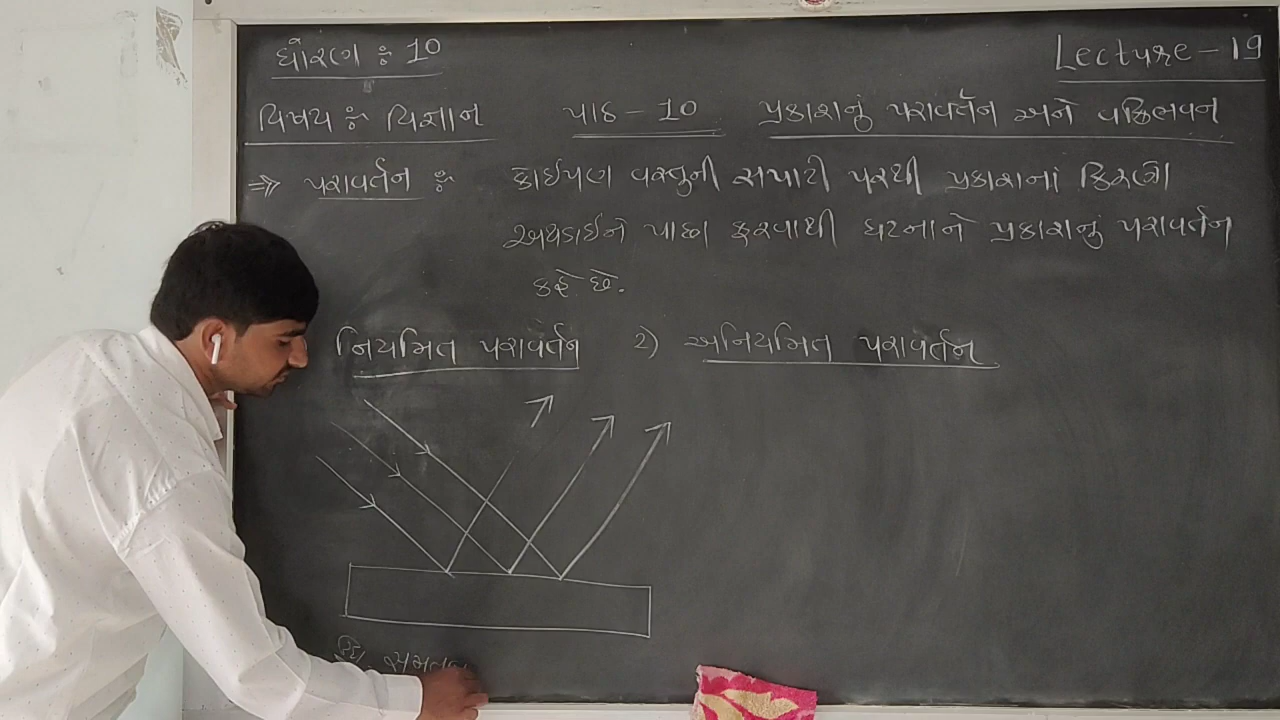 ધોરણ : 10
Lecture - 19
વિષય : વિજ્ઞાન પાઠ - 10 પ્રકાશનું પરાવર્તન અને વક્રિભવન
⇒ પરાવર્તન : કોઈપણ વસ્તુની સપાટી પરથી પ્રકાશનાં કિરણો
અથડાઈને પાછા ફરવાથી ઘટનાને પ્રકાશનું પરાવર્તન
કહે છે.
નિયમિત પરાવર્તન 2) અનિયમિત પરાવર્તન